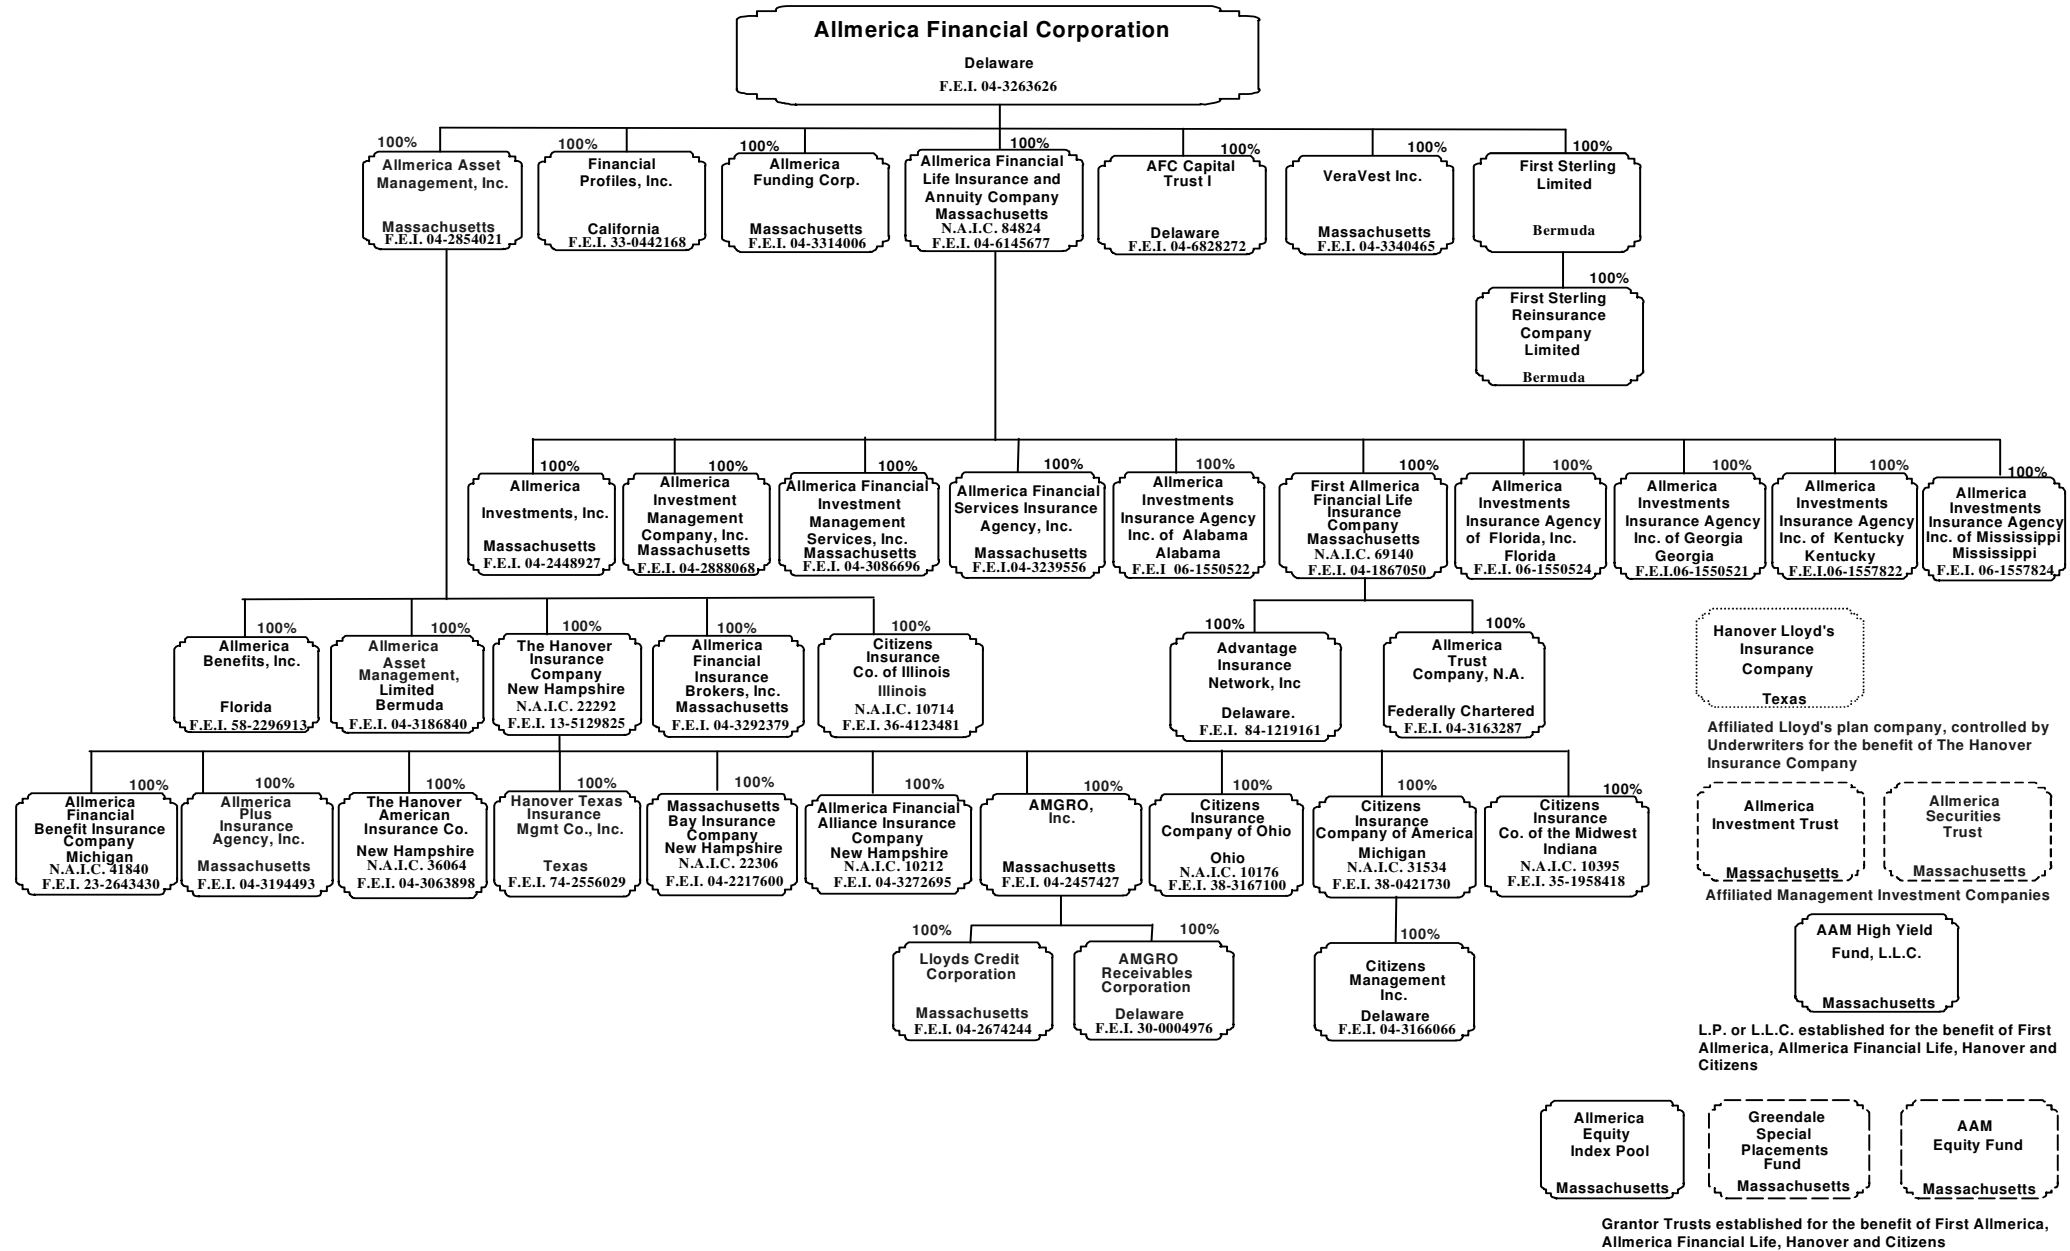 Allmerica Financial Corporation
Delaware
F.E.I. 04-3263626
100%
Allmerica Asset
Management, Inc.
Massachusetts
F.E.I. 04-2854021
100%
Financial
Profiles, Inc.
California
F.E.I. 33-0442168
100%
Allmerica
Funding Corp.
Massachusetts
F.E.I. 04-3314006
100%
Allmerica Financial
Life Insurance and
Annuity Company
Massachusetts
N.A.I.C. 84824
F.E.I. 04-6145677
100%
AFC Capital
Trust I
Delaware
F.E.I. 04-6828272
100%
VeraVest Inc.
Massachusetts
F.E.I. 04-3340465
100%
First Sterling
Limited
Bermuda
100%
First Sterling
Reinsurance
Company
Limited
Bermuda
100%
Allmerica
Investments, Inc.
Massachusetts
F.E.I. 04-2448927
100%
Allmerica
Investment
Management
Company, Inc.
Massachusetts
F.E.I. 04-2888068
100%
Allmerica Financial
Investment
Management
Services, Inc.
Massachusetts
F.E.I. 04-3086696
100%
Allmerica Financial
Services Insurance
Agency, Inc.
Massachusetts
F.E.I.04-3239556
100%
Allmerica
Investments
Insurance Agency
Inc. of Alabama
Alabama
F.E.I 06-1550522
100%
First Allmerica
Financial Life
Insurance
Company
Massachusetts
N.A.I.C. 69140
F.E.I. 04-1867050
100%
Allmerica
Investments
Insurance Agency
of Florida, Inc.
Florida
F.E.I. 06-1550524
100%
Allmerica
Investments
Insurance Agency
Inc. of Georgia
Georgia
F.E.I.06-1550521
100%
Allmerica
Investments
Insurance Agency
Inc. of Kentucky
Kentucky
F.E.I.06-1557822
100%
Allmerica
Investments
Insurance Agency
Inc. of Mississippi
Mississippi
F.E.I. 06-1557824
100%
Allmerica
Benefits, Inc.
Florida
F.E.I. 58-2296913
100%
Allmerica
Asset
Management,
Limited
Bermuda
F.E.I. 04-3186840
100%
The Hanover
Insurance
Company
New Hampshire
N.A.I.C. 22292
F.E.I. 13-5129825
100%
Allmerica
Financial
Insurance
Brokers, Inc.
Massachusetts
F.E.I. 04-3292379
100%
Citizens
Insurance
Co. of Illinois
Illinois
N.A.I.C. 10714
F.E.I. 36-4123481
100%
Advantage
Insurance
Network, Inc
Delaware.
F.E.I. 84-1219161
100%
Allmerica
Trust
Company, N.A.
Federally Chartered
F.E.I. 04-3163287
Hanover Lloyd's
Insurance
Company
Texas
Affiliated Lloyd's plan company, controlled by
Underwriters for the benefit of The Hanover
Insurance Company
100%
Allmerica
Financial
Benefit Insurance
Company
Michigan
N.A.I.C. 41840
F.E.I. 23-2643430
100%
Allmerica
Plus
Insurance
Agency, Inc.
Massachusetts
F.E.I. 04-3194493
100%
The Hanover
American
Insurance Co.
New Hampshire
N.A.I.C. 36064
F.E.I. 04-3063898
100%
Hanover Texas
Insurance
Mgmt Co., Inc.
Texas
F.E.I. 74-2556029
100%
Massachusetts
Bay Insurance
Company
New Hampshire
N.A.I.C. 22306
F.E.I. 04-2217600
100%
Allmerica Financial
Alliance Insurance
Company
New Hampshire
N.A.I.C. 10212
F.E.I. 04-3272695
100%
AMGRO,
Inc.
Massachusetts
F.E.I. 04-2457427
100%
Citizens
Insurance
Company of Ohio
Ohio
N.A.I.C. 10176
F.E.I. 38-3167100
100%
Citizens
Insurance
Company of America
Michigan
N.A.I.C. 31534
F.E.I. 38-0421730
100%
Citizens
Insurance
Co. of the Midwest
Indiana
N.A.I.C. 10395
F.E.I. 35-1958418
Allmerica
Investment Trust
Massachusetts
Allmerica
Securities
Trust
Massachusetts
Affiliated Management Investment Companies
100%
Lloyds Credit
Corporation
Massachusetts
F.E.I. 04-2674244
100%
AMGRO
Receivables
Corporation
Delaware
F.E.I. 30-0004976
100%
Citizens
Management
Inc.
Delaware
F.E.I. 04-3166066
AAM High Yield
Fund, L.L.C.
Massachusetts
L.P. or L.L.C. established for the benefit of First
Allmerica, Allmerica Financial Life, Hanover and
Citizens
Allmerica
Equity
Index Pool
Massachusetts
Greendale
Special
Placements
Fund
Massachusetts
AAM
Equity Fund
Massachusetts
Grantor Trusts established for the benefit of First Allmerica,
Allmerica Financial Life, Hanover and Citizens